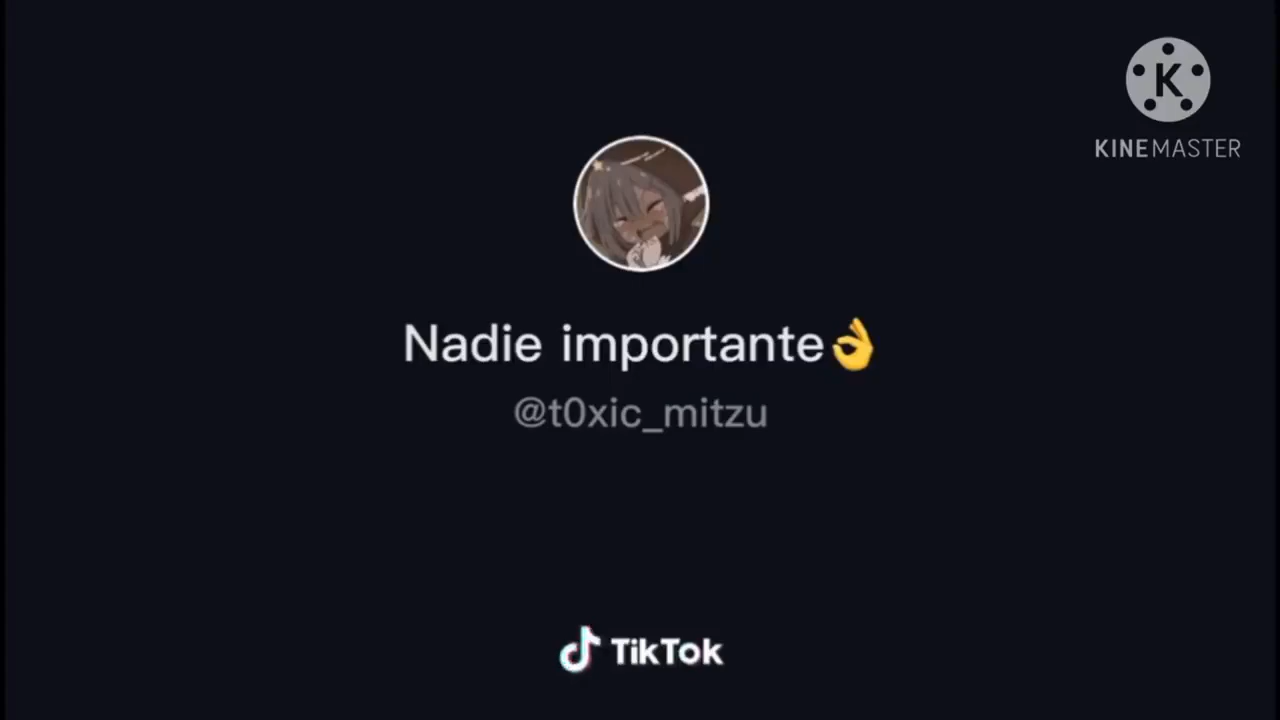 K
KINEMASTER
Nadie importante👌
@t0xic_mitzu
TikTok